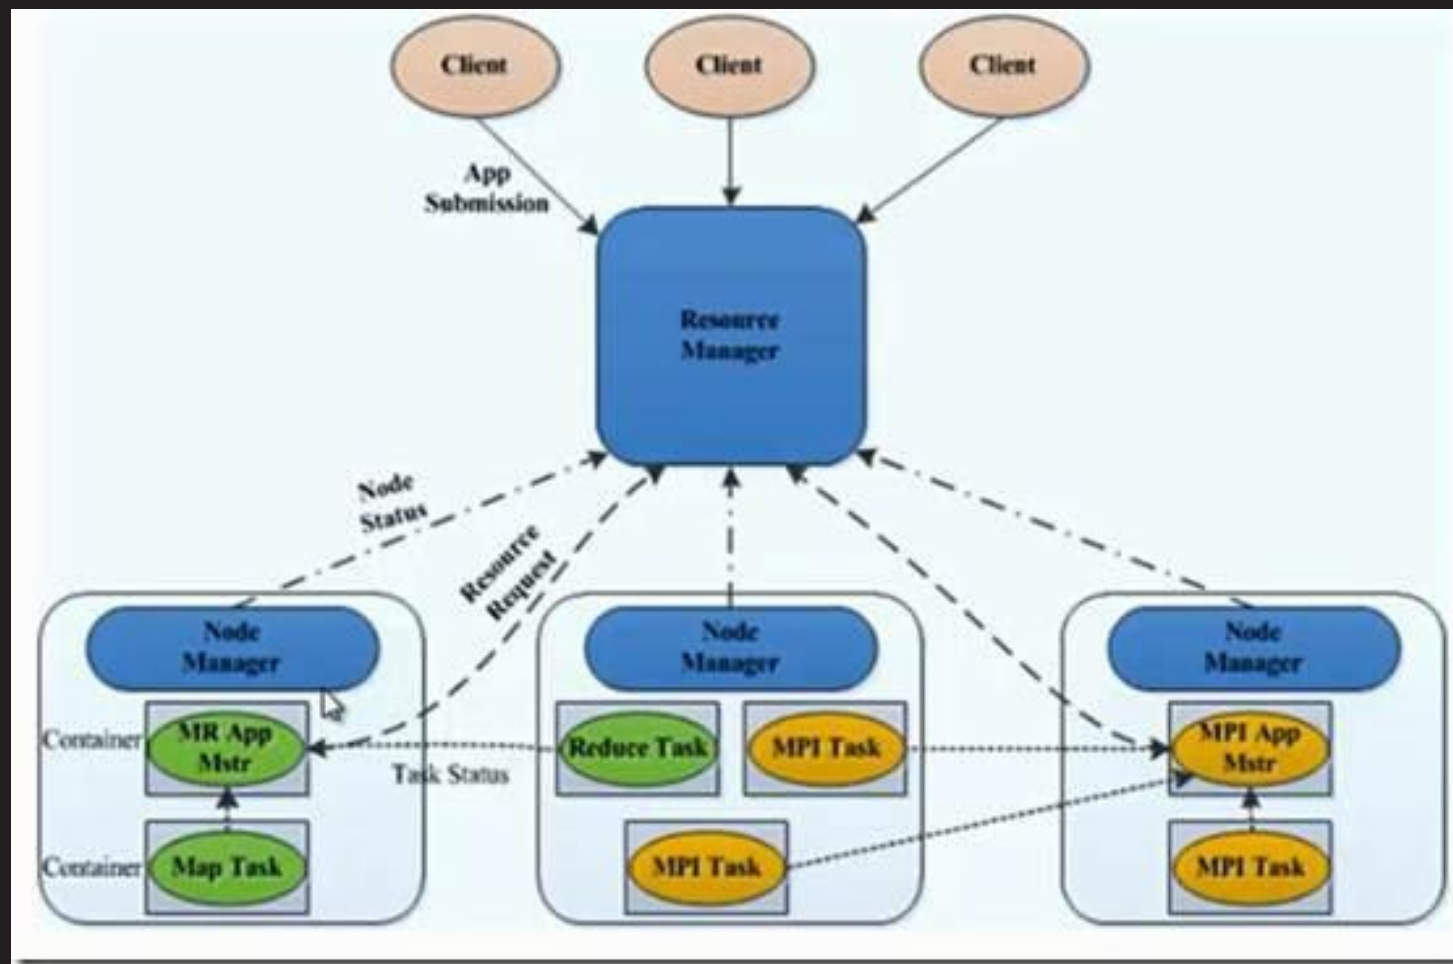 Client
Client
Client
App
Submission
Resource
Manager
Node
Status
Resource
Request
Node
Manager
Node
Manager
Node
Manager
Container
MR App
Mstr
Task Status
Reduce Task
MPI Task
MPI App
Mstr
Container
Map Task
MPI Task
MPI Task